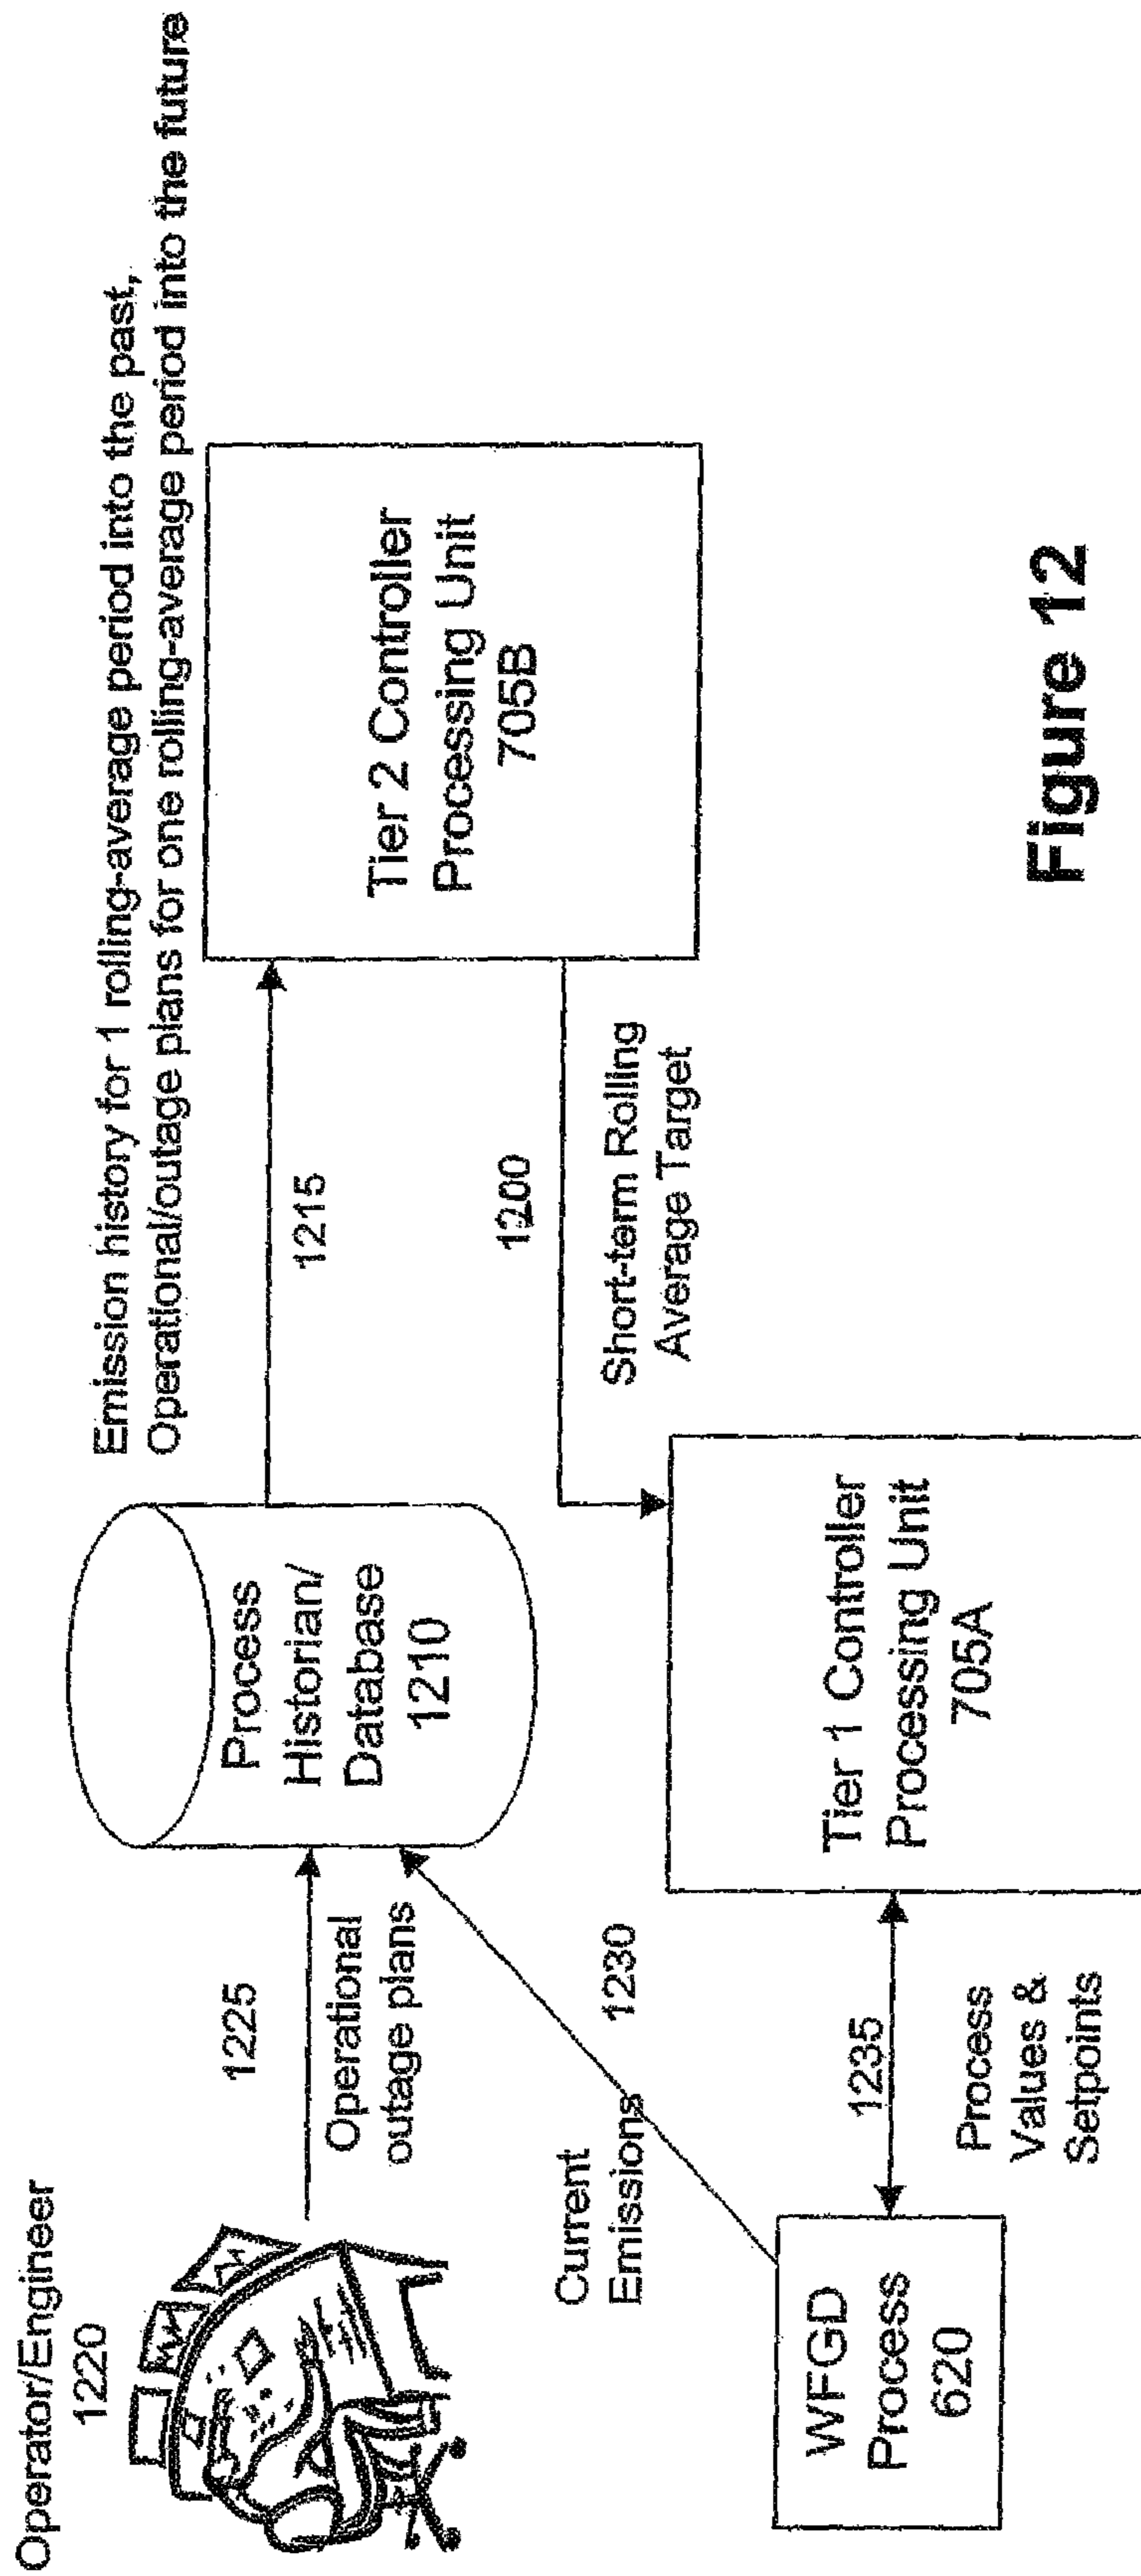 Operator/Engineer
1220
1225
Operational
outage plans
Process
Historian/
Database
1210
Emission history for 1 rolling-average period into the past,
Operational/outage plans for one rolling-average period into the future
1215
Tier 2 Controller
Processing Unit
705B
1200
Short-term Rolling
Average Target
Current
Emissions
1230
WFGD
Process
620
1235
Process
Values &
Setpoints
Tier 1 Controller
Processing Unit
705A
Figure 12